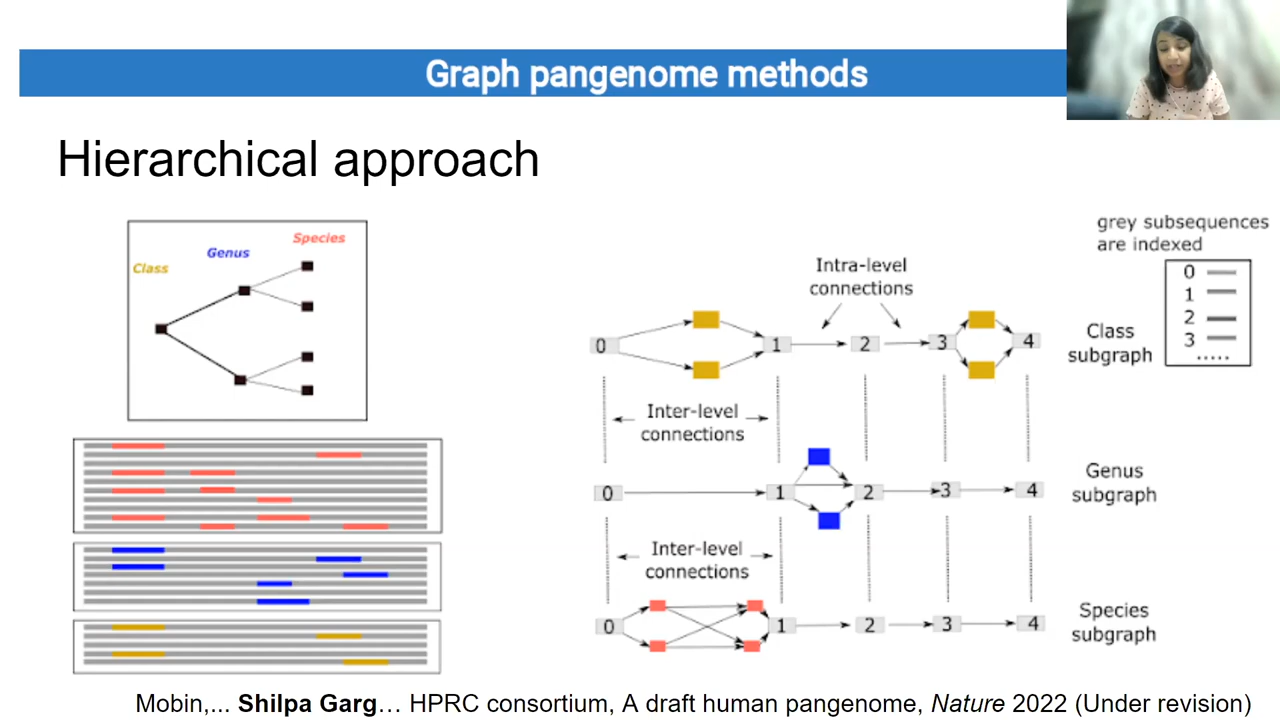 Graph pangenome methods
Hierarchical approach
Species
Genus
Class
grey subsequences
are indexed
0
1
2
3
.....
Intra-level
connections
0
1
2
3
4
Class
subgraph
Inter-level
connections
0
1
2
3
4
Genus
subgraph
Inter-level
connections
0
1
2
3
4
Species
subgraph
Mobin,... Shilpa Garg... HPRC consortium, A draft human pangenome, Nature 2022 (Under revision)